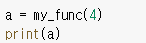 a = my_func(4)
print(a)